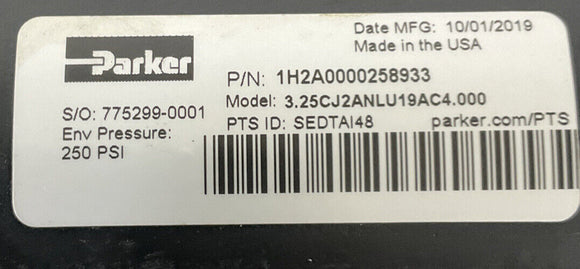 Date MFG: 10/01/2019
Made in the USA
Parker
P/N: 1H2A0000258933
S/O: 775299-0001
Model: 3.25CJ2ANLU19AC4.000
Env Pressure:
250 PSI
PTS ID: SEDTAI48
parker.com/PTS